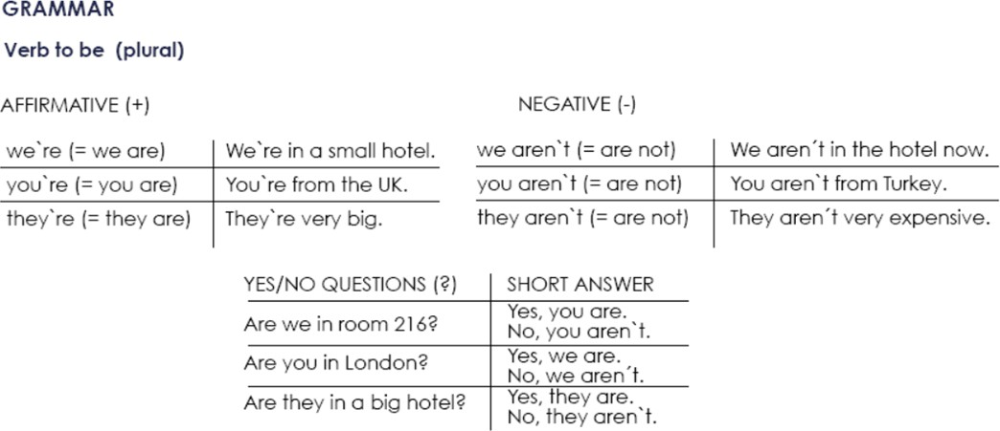 GRAMMAR
Verb to be (plural)
AFFIRMATIVE (+)
we`re (= we are) We`re in a small hotel.
you`re (= you are) You`re from the UK.
they`re (= they are) They`re very big.
NEGATIVE (-)
we aren`t (= are not) We aren´t in the hotel now.
you aren`t (= are not) You aren`t from Turkey.
they aren`t (= are not) They aren´t very expensive.
YES/NO QUESTIONS (?) SHORT ANSWER
Are we in room 216?
Yes, you are.
No, you aren`t.
Are you in London?
Yes, we are.
No, we aren´t.
Are they in a big hotel?
Yes, they are.
No, they aren`t.